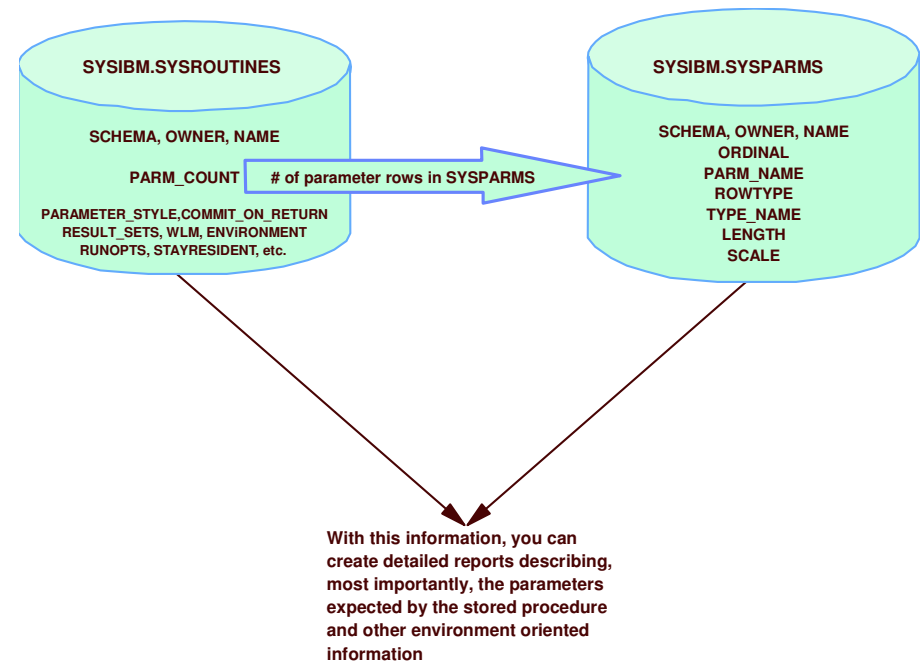 SYSIBM.SYSROUTINES
SCHEMA, OWNER, NAME
PARM_COUNT
# of parameter rows in SYSPARMS
PARAMETER_STYLE,COMMIT_ON_RETURN
RESULT_SETS, WLM, ENViRONMENT
RUNOPTS, STAYRESIDENT, etc.
SYSIBM.SYSPARMS
SCHEMA, OWNER, NAME
ORDINAL
PARM_NAME
ROWTYPE
TYPE_NAME
LENGTH
SCALE
With this information, you can
create detailed reports describing,
most importantly, the parameters
expected by the stored procedure
and other environment oriented
information